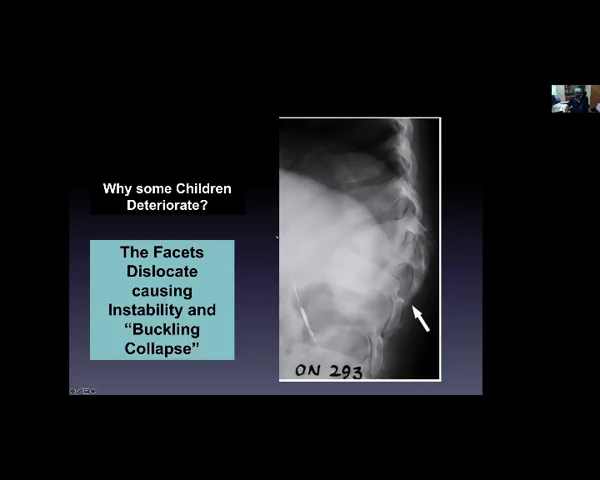 Why some Children
Deteriorate?
The Facets
Dislocate
causing
Instability and
“Buckling
Collapse”
ON 293